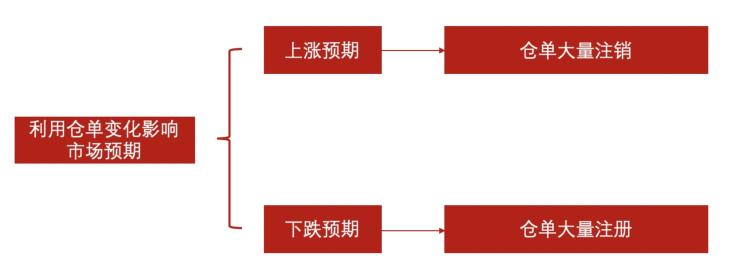 上涨预期
仓单大量注销
利用仓单变化影响
市场预期
下跌预期
仓单大量注册